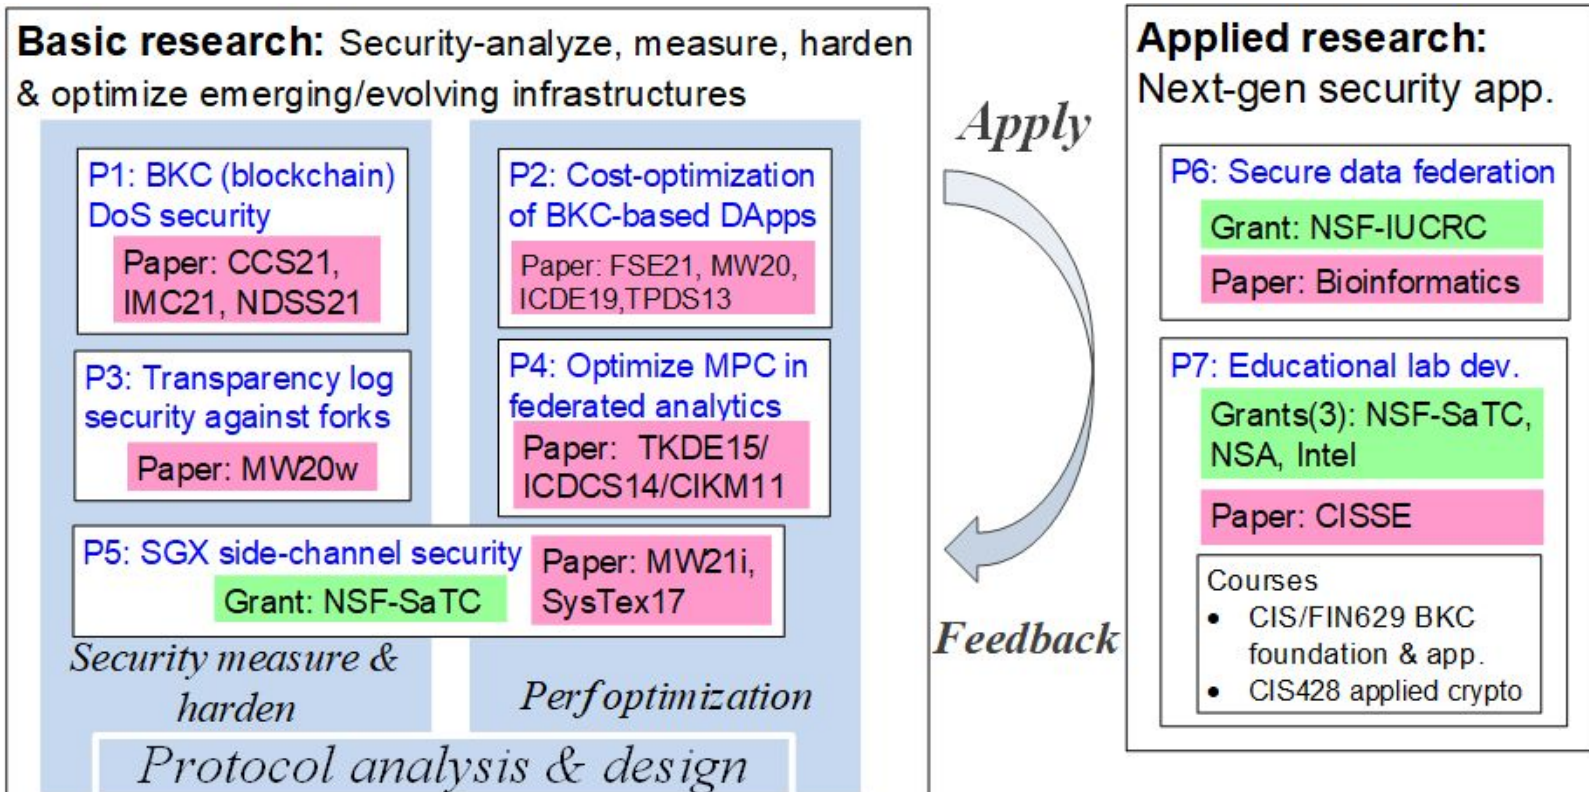 Basic research: Security-analyze, measure, harden
& optimize emerging/evolving infrastructures
P1: BKC (blockchain)
DoS security
Paper: CCS21,
IMC21, NDSS21
P2: Cost-optimization
of BKC-based DApps
Paper: FSE21, MW20,
ICDE19,TPDS13
P3: Transparency log
security against forks
Paper: MW20w
P4: Optimize MPC in
federated analytics
Paper: TKDE15/
ICDCS14/CIKM11
P5: SGX side-channel security
Grant: NSF-SaTC
Paper: MW21i,
SysTex17
Security measure &
harden
Perf optimization
Protocol analysis & design
Apply
Feedback
Applied research:
Next-gen security app.
P6: Secure data federation
Grant: NSF-IUCRC
Paper: Bioinformatics
P7: Educational lab dev.
Grants(3): NSF-SaTC,
NSA, Intel
Paper: CISSE
Courses
• CIS/FIN629 BKC
foundation & app.
• CIS428 applied crypto